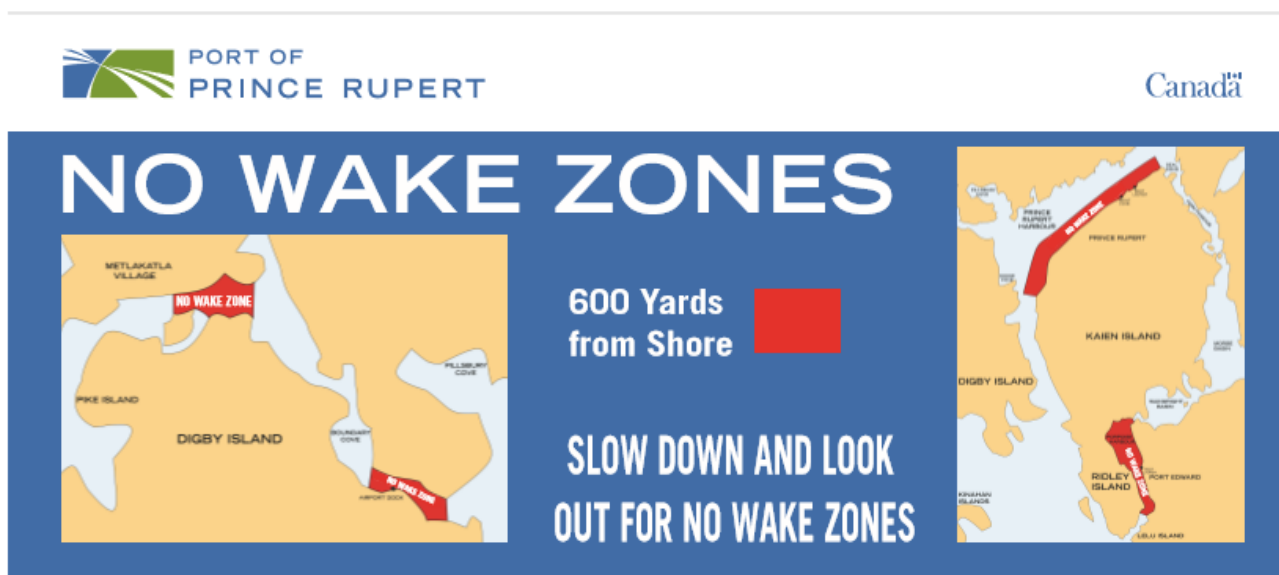 PORT OF
PRINCE RUPERT
Canada
NO WAKE ZONES
METLAKATLA
VILLAGE
NO WAKE ZONE
PILLSBURY
COVE
PIKE ISLAND
DIGBY ISLAND
BOUNDARY
COVE
NO WAKE ZONE
AIRPORT DOCK
600 Yards
from Shore
SLOW DOWN AND LOOK
OUT FOR NO WAKE ZONES
PRINCE
RUPERT
HARBOUR
NO WAKE ZONE
PRINCE RUPERT
KAIEN ISLAND
DIGBY ISLAND
NO WAKE ZONE
RIDLEY
ISLAND
PORT EDWARD
KINAHAN
ISLANDS
LELU ISLAND